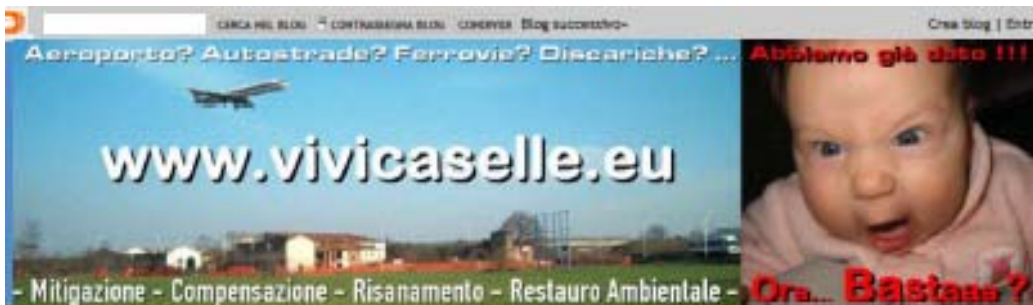 CERCA NEL BLOG CONTRASSEGNA BLOG CONDIVIDI Blog successivo» Crea blog |
Aeroporto? Autostrade? Ferrovie? Discariche? ... Abbiamo già dato !!!
www.vivicaselle.eu
- Mitigazione - Compensazione - Risanamento - Restauro Ambientale - Ora... Bastaaa ?